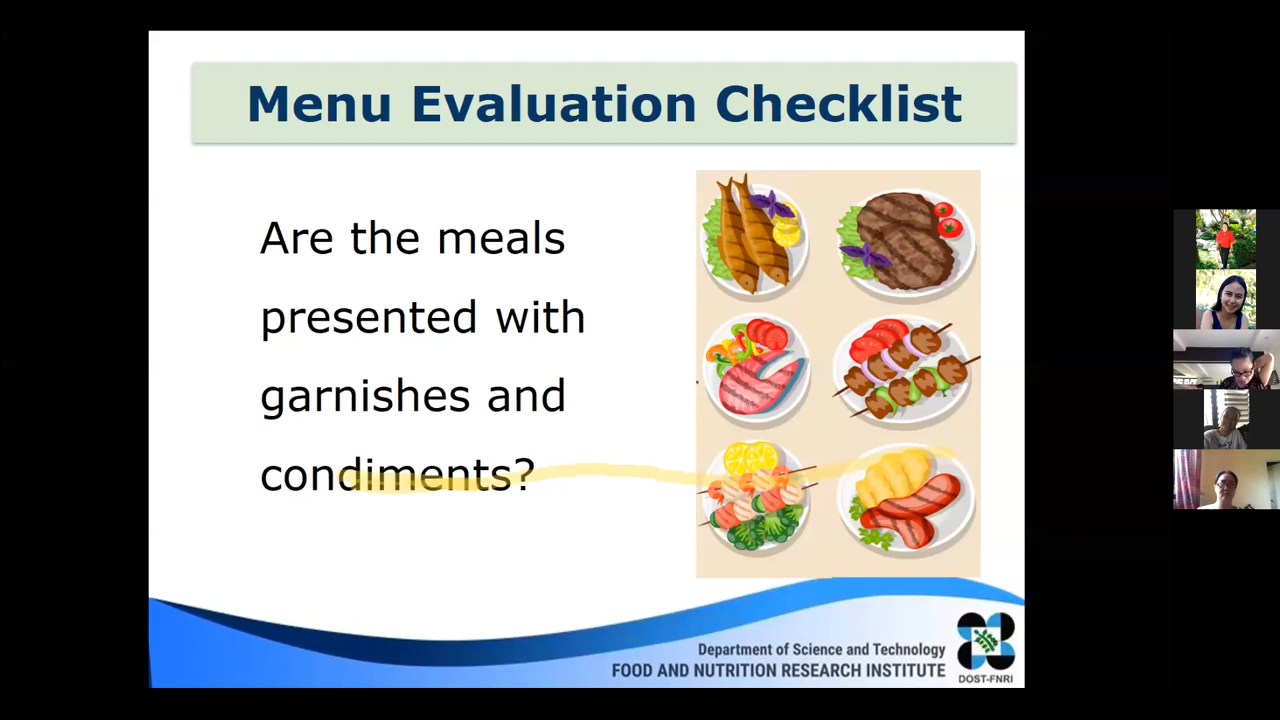 Menu Evaluation Checklist
Are the meals
presented with
garnishes and
condiments?
Department of Science and Technology
FOOD AND NUTRITION RESEARCH INSTITUTE
DOST-FNRI